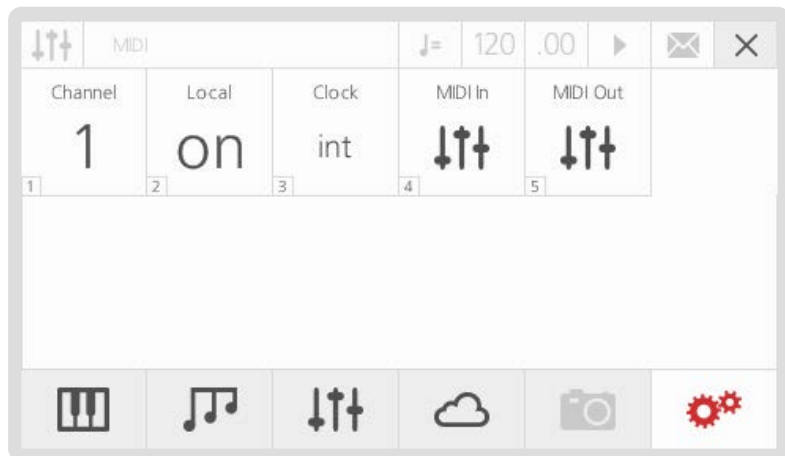 MIDI ♩= 120 .00
Channel Local Clock MIDI In MIDI Out
1 on int
1 2 3 4 5